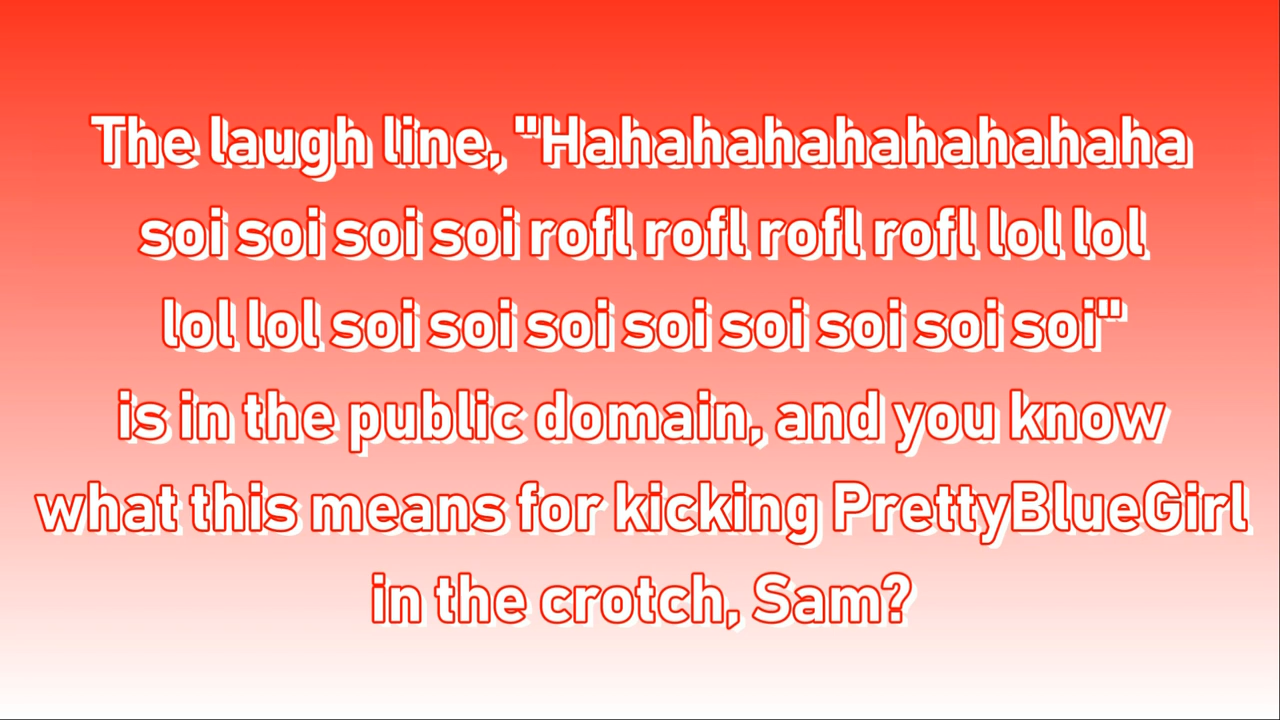 The laugh line, "Hahahahahahahahahaha
soi soi soi soi rofl rofl rofl rofl lol lol
lol lol soi soi soi soi soi soi soi soi"
is in the public domain, and you know
what this means for kicking PrettyBlueGirl
in the crotch, Sam?